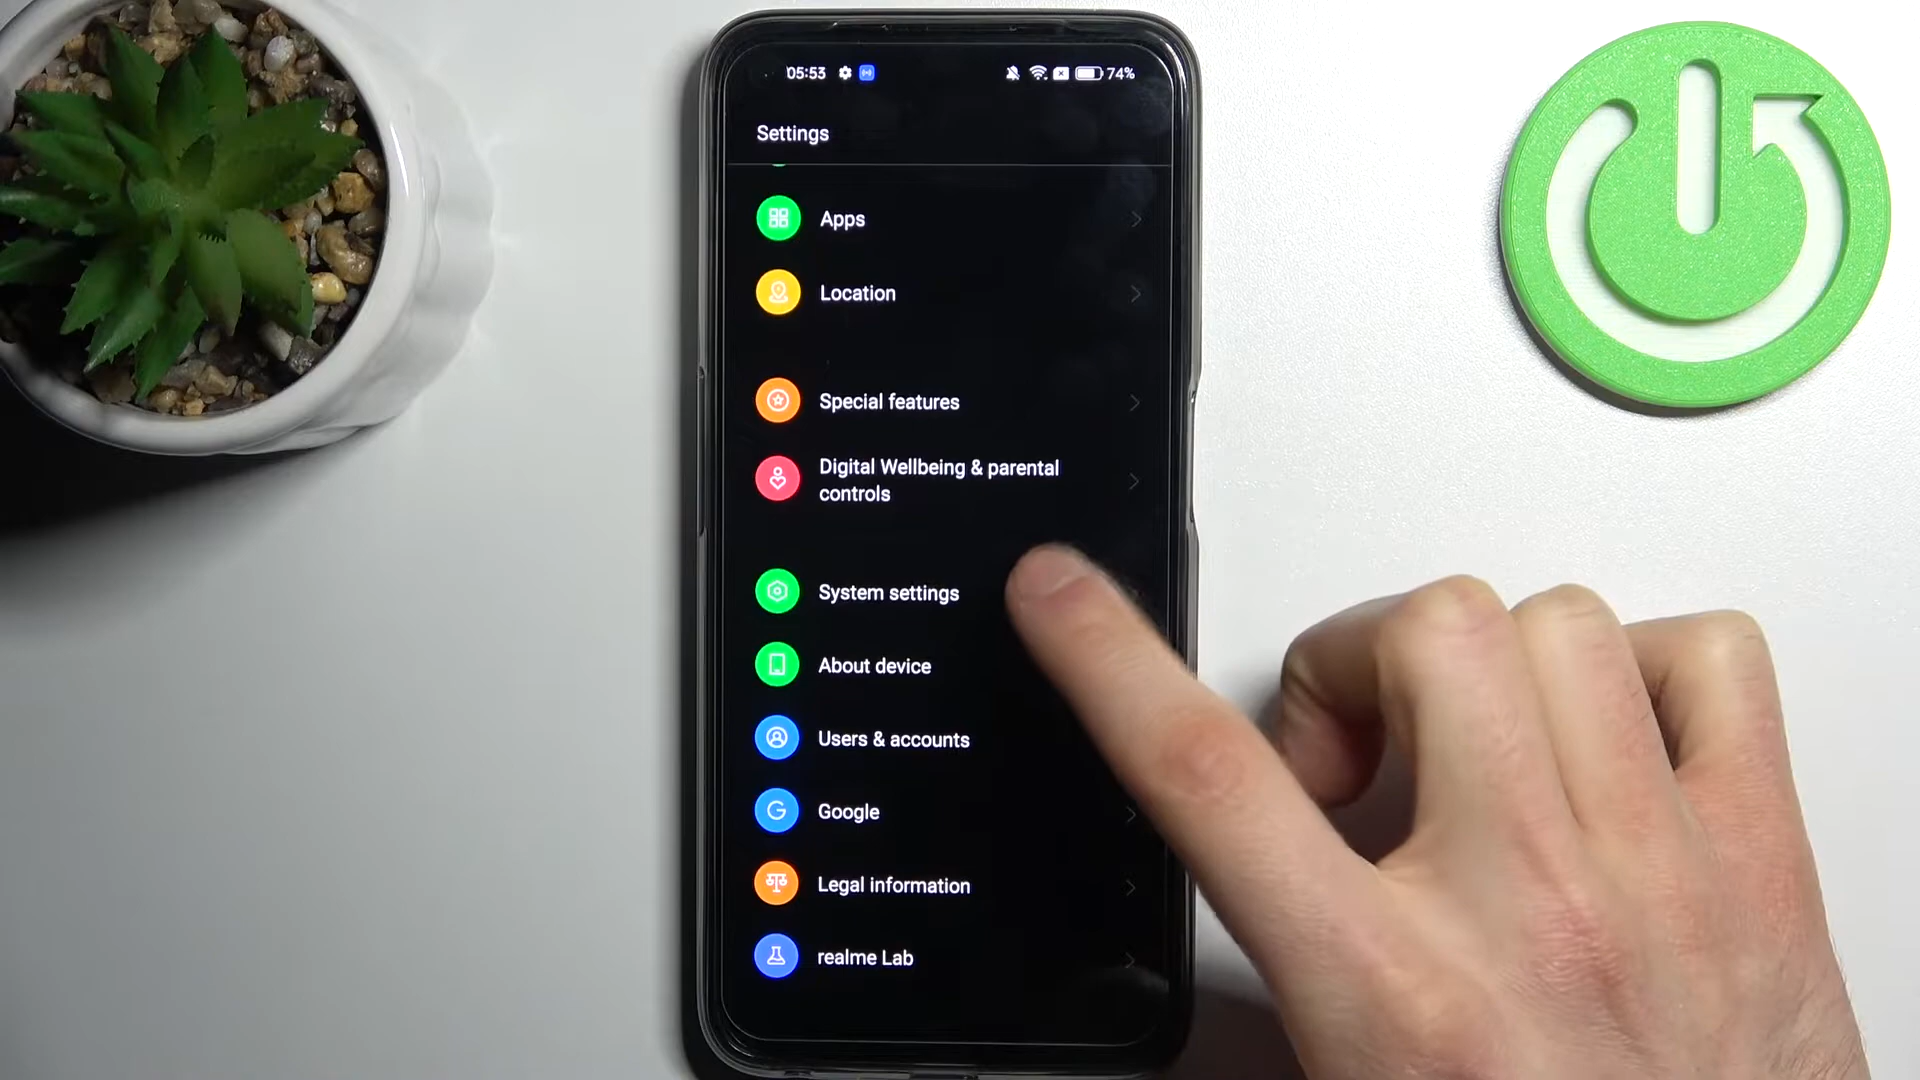 05:53
74%
Settings
Apps
Location
Special features
Digital Wellbeing & parental
controls
System settings
About device
Users & accounts
Google
Legal information
realme Lab